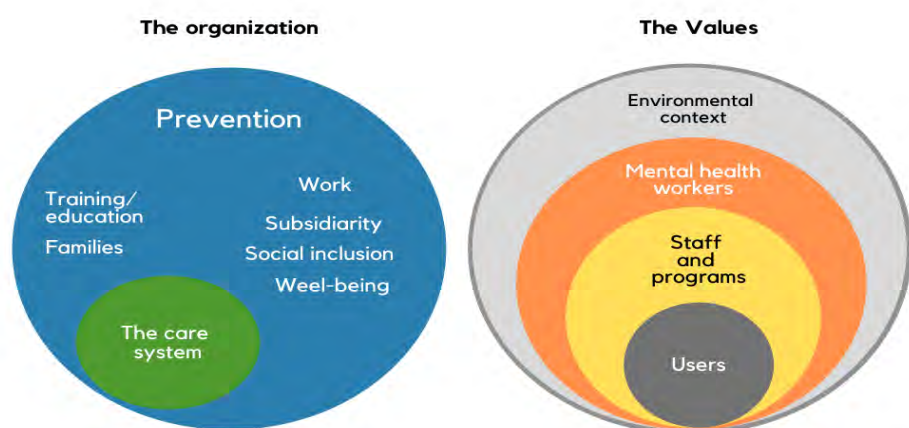 The organization
Prevention
Training/
education
Families
Work
Subsidiarity
Social inclusion
Weel-being
The care
system
The Values
Environmental
context
Mental health
workers
Staff
and
programs
Users